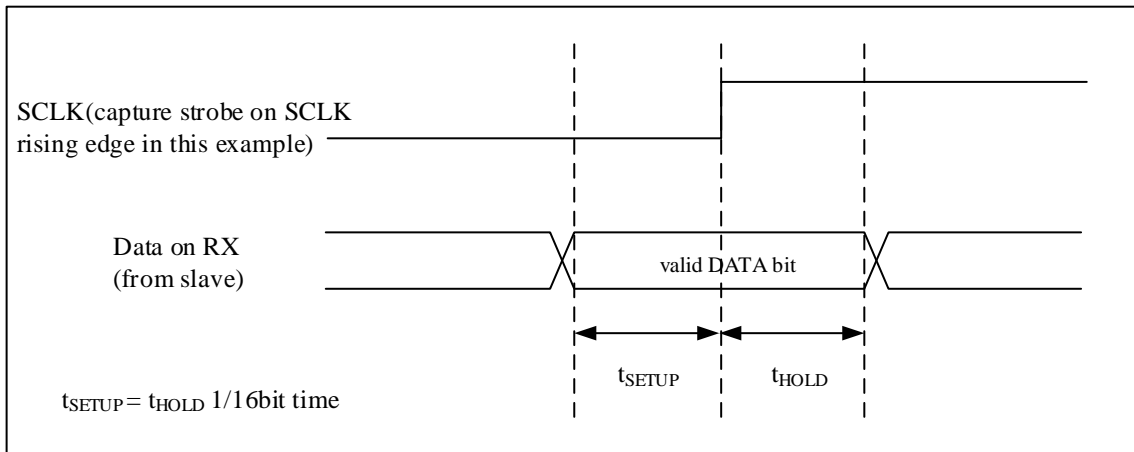 SCLK(capture strobe on SCLK
rising edge in this example)
Data on RX
(from slave)
valid DATA bit
tSETUP
tHOLD
tSETUP = tHOLD 1/16bit time